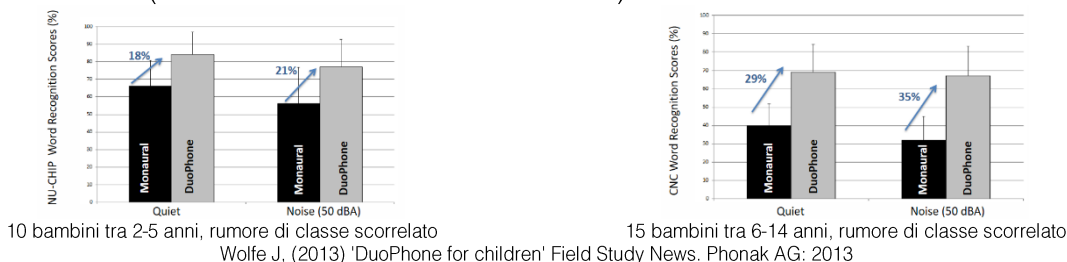 NU-CHIP Word Recognition Scores (%)
100
90
80
70
60
50
40
30
20
10
0
18%
21%
Monaural
DuoPhone
Monaural
DuoPhone
Quiet
Noise (50 dBA)
10 bambini tra 2-5 anni, rumore di classe scorrelato
CNC Word Recognition Scores (%)
100
90
80
70
60
50
40
30
20
10
0
29%
35%
Monaural
DuoPhone
Monaural
DuoPhone
Quiet
Noise (50 dBA)
15 bambini tra 6-14 anni, rumore di classe scorrelato
Wolfe J, (2013) 'DuoPhone for children' Field Study News. Phonak AG: 2013